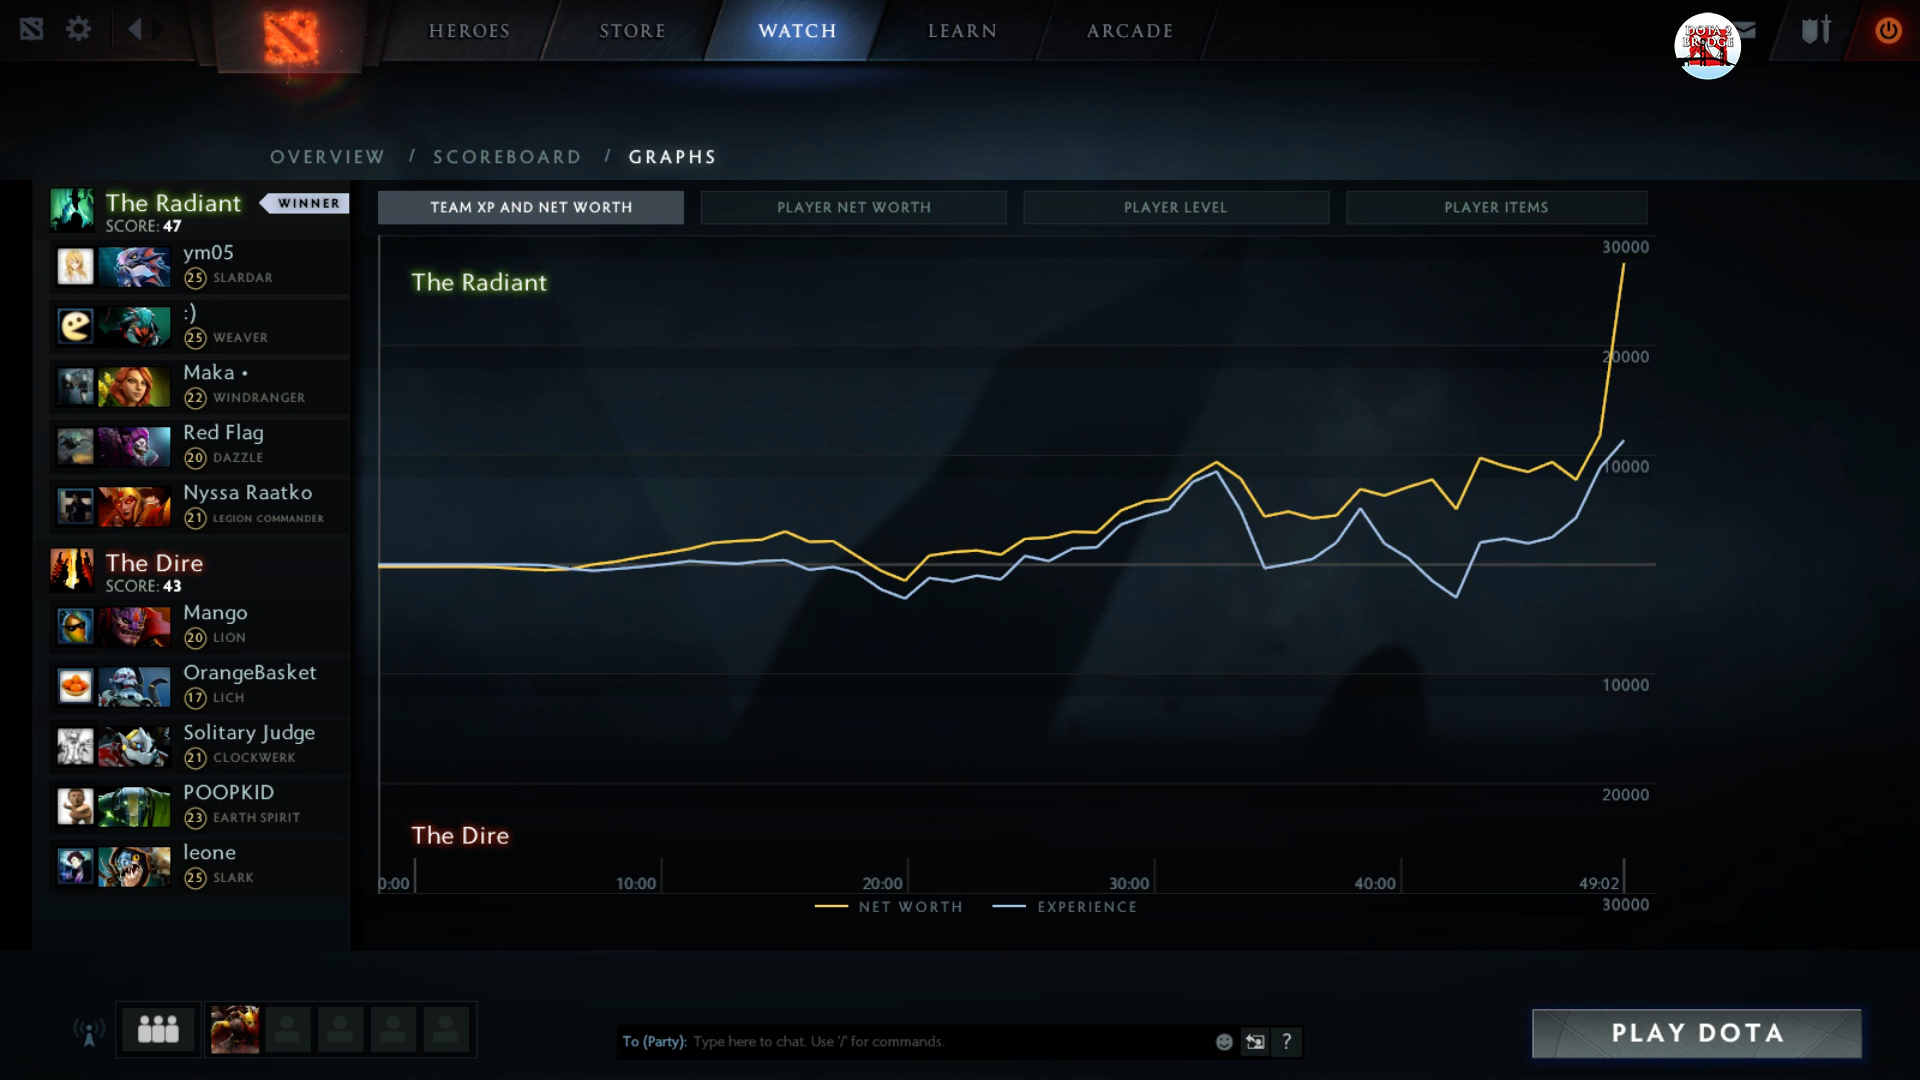 HEROES
STORE
WATCH
LEARN
ARCADE
DOTA 2
BRIDGE
OVERVIEW / SCOREBOARD / GRAPHS
The Radiant
WINNER
SCORE: 47
ym05
25 SLARDAR
:)
25 WEAVER
Maka •
22 WINDRANGER
Red Flag
20 DAZZLE
Nyssa Raatko
21 LEGION COMMANDER
The Dire
SCORE: 43
Mango
20 LION
OrangeBasket
17 LICH
Solitary Judge
21 CLOCKWERK
POOPKID
23 EARTH SPIRIT
leone
25 SLARK
TEAM XP AND NET WORTH
PLAYER NET WORTH
PLAYER LEVEL
PLAYER ITEMS
The Radiant
30000
20000
10000
10000
20000
The Dire
0:00
10:00
20:00
30:00
40:00
49:02
30000
NET WORTH
EXPERIENCE
To (Party): Type here to chat. Use '/' for commands.
?
PLAY DOTA